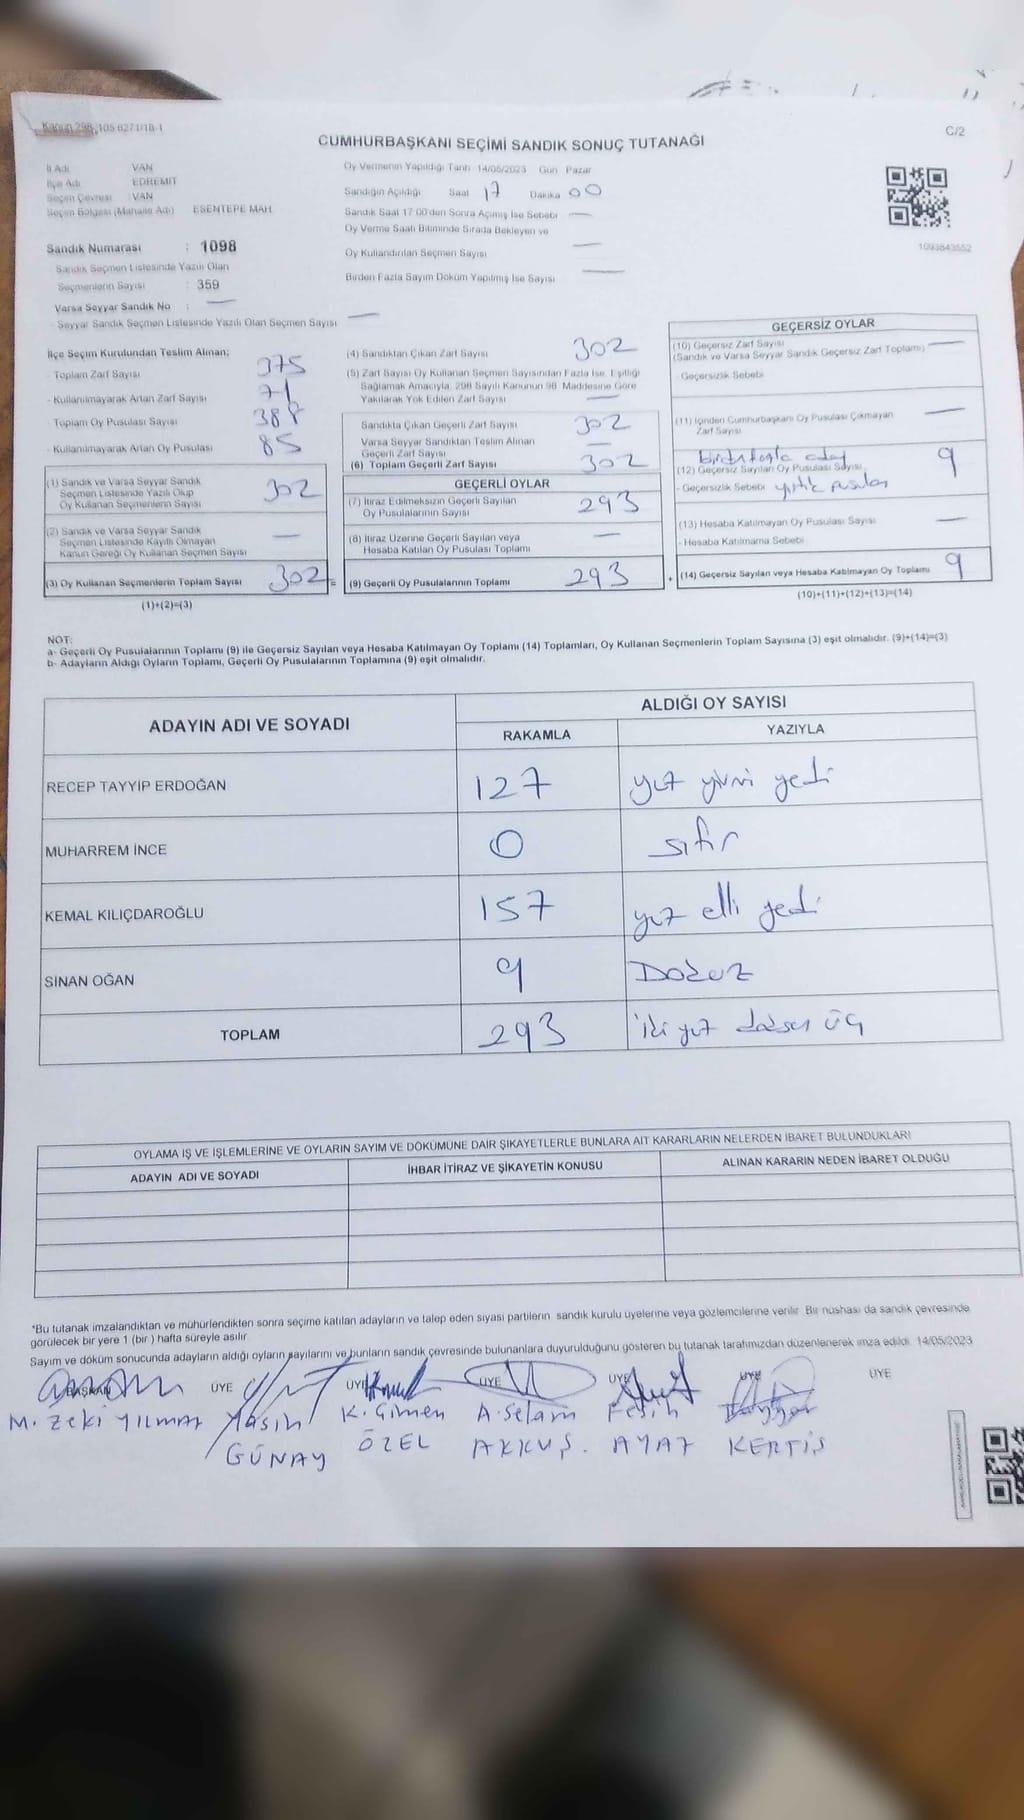 Kanun 298, 105 6271/18-1
C/2
CUMHURBAŞKANI SEÇİMİ SANDIK SONUÇ TUTANAĞI
İl Adı : VAN
İlçe Adı : EDREMİT
Seçim Çevresi : VAN
Seçim Bölgesi (Mahalle Adı) ESENTEPE MAH.
Sandık Numarası : 1098
Sandık Seçmen Listesinde Yazılı Olan
Seçmenlerin Sayısı : 359
Varsa Seyyar Sandık No : —
- Seyyar Sandık Seçmen Listesinde Yazılı Olan Seçmen Sayısı —
Oy Vermenin Yapıldığı Tarih 14/05/2023 Gün Pazar
Sandığın Açıldığı Saat 17 Dakika 00
Sandık Saat 17:00'den Sonra Açılmış İse Sebebi —
Oy Verme Saati Bitiminde Sırada Bekleyen ve
Oy Kullandırılan Seçmen Sayısı —
Birden Fazla Sayım Döküm Yapılmış İse Sayısı —
1093843552
İlçe Seçim Kurulundan Teslim Alınan;
- Toplam Zarf Sayısı 375
- Kullanılmayarak Artan Zarf Sayısı 71
- Toplam Oy Pusulası Sayısı 388
- Kullanılmayarak Artan Oy Pusulası 85
(1) Sandık ve Varsa Seyyar Sandık
Seçmen Listesinde Yazılı Olup
Oy Kullanan Seçmenlerin Sayısı 302
(2) Sandık ve Varsa Seyyar Sandık
Seçmen Listesinde Kayıtlı Olmayan
Kanun Gereği Oy Kullanan Seçmen Sayısı —
(3) Oy Kullanan Seçmenlerin Toplam Sayısı 302 =
(1)+(2)=(3)
(4) Sandıktan Çıkan Zarf Sayısı 302
(5) Zarf Sayısı Oy Kullanan Seçmen Sayısından Fazla İse, Eşitliği
Sağlamak Amacıyla, 298 Sayılı Kanunun 98. Maddesine Göre
Yakılarak Yok Edilen Zarf Sayısı —
Sandıkta Çıkan Geçerli Zarf Sayısı 302
Varsa Seyyar Sandıktan Teslim Alınan
Geçerli Zarf Sayısı —
(6) Toplam Geçerli Zarf Sayısı 302
GEÇERLİ OYLAR
(7) İtiraz Edilmeksizin Geçerli Sayılan
Oy Pusulalarının Sayısı 293
(8) İtiraz Üzerine Geçerli Sayılan veya
Hesaba Katılan Oy Pusulası Toplamı —
(9) Geçerli Oy Pusulalarının Toplamı 293 +
GEÇERSİZ OYLAR
(10) Geçersiz Zarf Sayısı —
(Sandık ve Varsa Seyyar Sandık Geçersiz Zarf Toplamı)
- Geçersizlik Sebebi
(11) İçinden Cumhurbaşkanı Oy Pusulası Çıkmayan
Zarf Sayısı —
birden fazla aday
(12) Geçersiz Sayılan Oy Pusulası Sayısı 9
- Geçersizlik Sebebi yırtık pusulası
(13) Hesaba Katılmayan Oy Pusulası Sayısı —
- Hesaba Katılmama Sebebi
(14) Geçersiz Sayılan veya Hesaba Katılmayan Oy Toplamı 9
(10)+(11)+(12)+(13)=(14)
NOT:
a- Geçerli Oy Pusulalarının Toplamı (9) ile Geçersiz Sayılan veya Hesaba Katılmayan Oy Toplamı (14) Toplamları, Oy Kullanan Seçmenlerin Toplam Sayısına (3) eşit olmalıdır. (9)+(14)=(3)
b- Adayların Aldığı Oyların Toplamı, Geçerli Oy Pusulalarının Toplamına (9) eşit olmalıdır.
ADAYIN ADI VE SOYADI
ALDIĞI OY SAYISI
RAKAMLA YAZIYLA
RECEP TAYYİP ERDOĞAN 127 yüz yirmi yedi
MUHARREM İNCE 0 sıfır
KEMAL KILIÇDAROĞLU 157 yüz elli yedi
SİNAN OĞAN 9 Dokuz
TOPLAM 293 iki yüz doksan üç
OYLAMA İŞ VE İŞLEMLERİNE VE OYLARIN SAYIM VE DÖKÜMÜNE DAİR ŞİKAYETLERLE BUNLARA AİT KARARLARIN NELERDEN İBARET BULUNDUKLARI
ADAYIN ADI VE SOYADI İHBAR İTİRAZ VE ŞİKAYETİN KONUSU ALINAN KARARIN NEDEN İBARET OLDUĞU
*Bu tutanak imzalandıktan ve mühürlendikten sonra seçime katılan adayların ve talep eden siyasi partilerin sandık kurulu üyelerine veya gözlemcilerine verilir. Bir nüshası da sandık çevresinde
görülecek bir yere 1 (bir ) hafta süreyle asılır.
Sayım ve döküm sonucunda adayların aldığı oyların sayılarını ve bunların sandık çevresinde bulunanlara duyurulduğunu gösteren bu tutanak tarafımızdan düzenlenerek imza edildi. 14/05/2023
BAŞKAN ÜYE ÜYE ÜYE ÜYE ÜYE ÜYE
M. Zeki YILMAZ Yasin K. Çimen A. Selam Fesih
GÜNAY ÖZEL AKKUŞ. AYAZ KERTİŞ